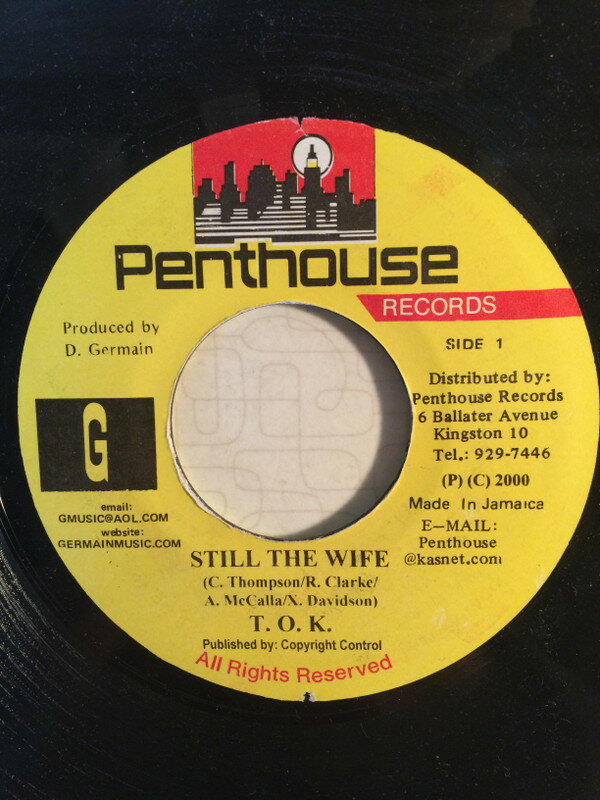 Penthouse
RECORDS
Produced by
D. Germain
SIDE 1
Distributed by:
Penthouse Records
6 Ballater Avenue
Kingston 10
Tel.: 929-7446
(P) (C) 2000
Made In Jamaica
E-MAIL:
Penthouse
@kasnet.com
G
email:
GMUSIC@AOL.COM
website:
GERMAINMUSIC.COM
STILL THE WIFE
(C. Thompson/R. Clarke/
A. McCalla/X. Davidson)
T. O. K.
Published by: Copyright Control
All Rights Reserved